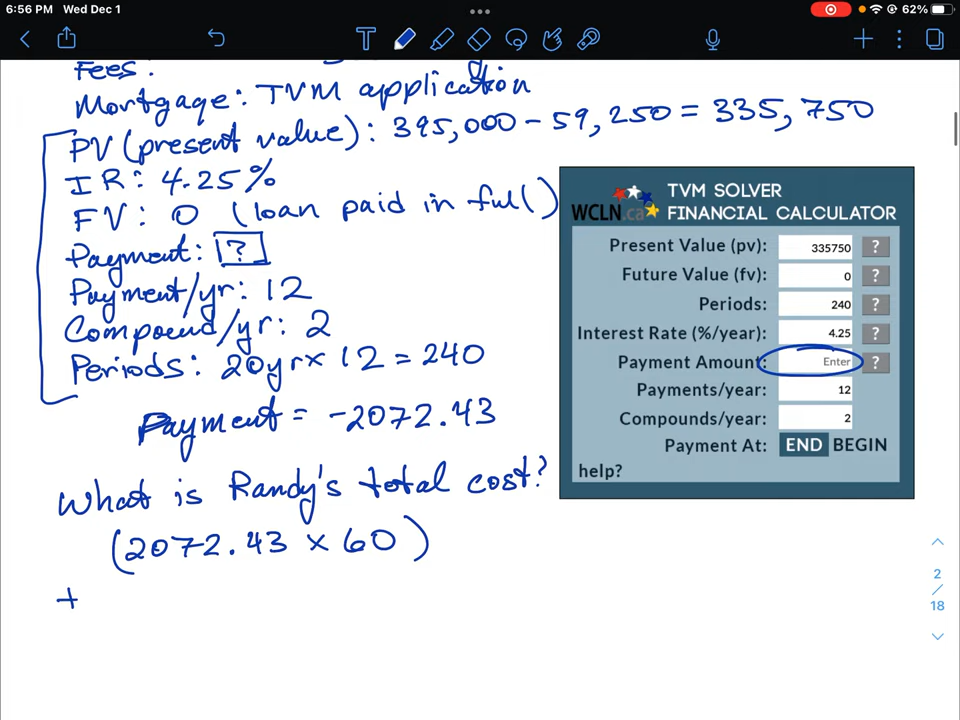 6:56 PM Wed Dec 1
62%
T
Fees:
Mortgage: TVM application
PV (present value): 395,000 - 59,250 = 335,750
IR: 4.25%
FV: 0 (loan paid in full)
Payment: ?
Payment/yr: 12
Compound/yr: 2
Periods: 20yr x 12 = 240
Payment = -2072.43
What is Randy's total cost?
(2072.43 x 60)
+
WCLN.ca
TVM SOLVER
FINANCIAL CALCULATOR
Present Value (pv): 335750 ?
Future Value (fv): 0 ?
Periods: 240 ?
Interest Rate (%/year): 4.25 ?
Payment Amount: Enter ?
Payments/year: 12
Compounds/year: 2
Payment At: END BEGIN
help?
2
/
18